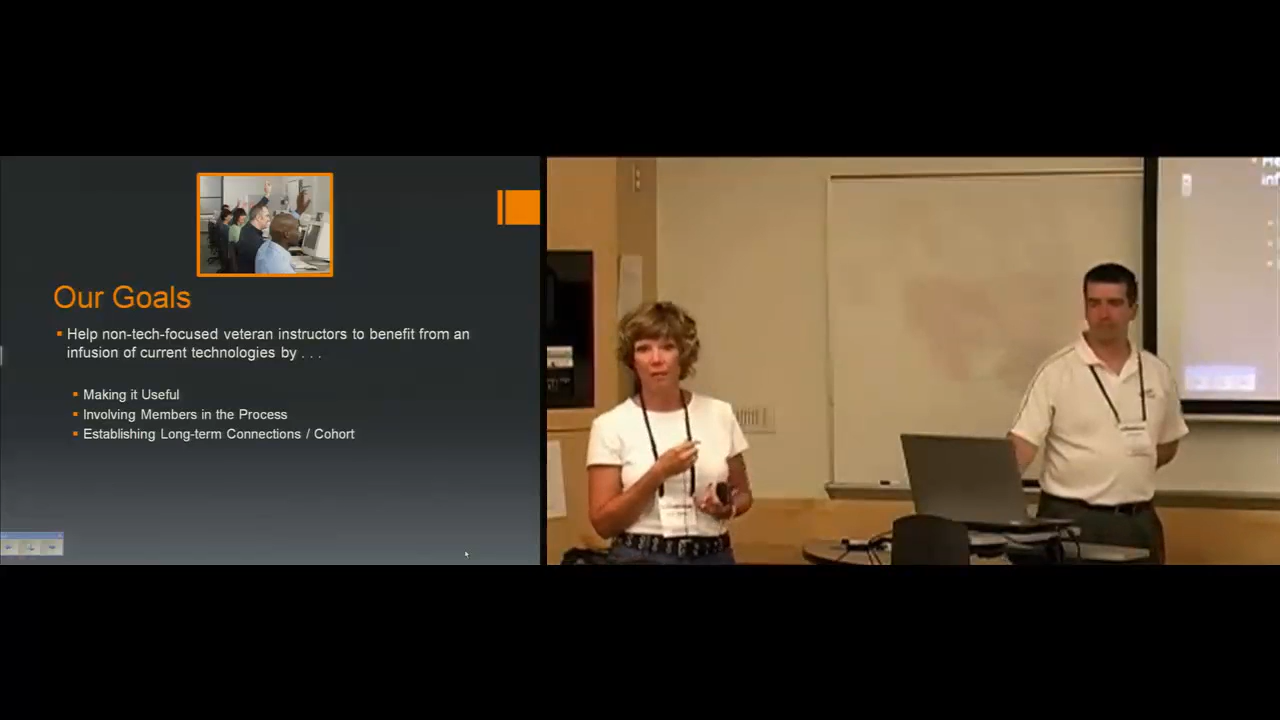 Our Goals
Help non-tech-focused veteran instructors to benefit from an
infusion of current technologies by . . .
Making it Useful
Involving Members in the Process
Establishing Long-term Connections / Cohort